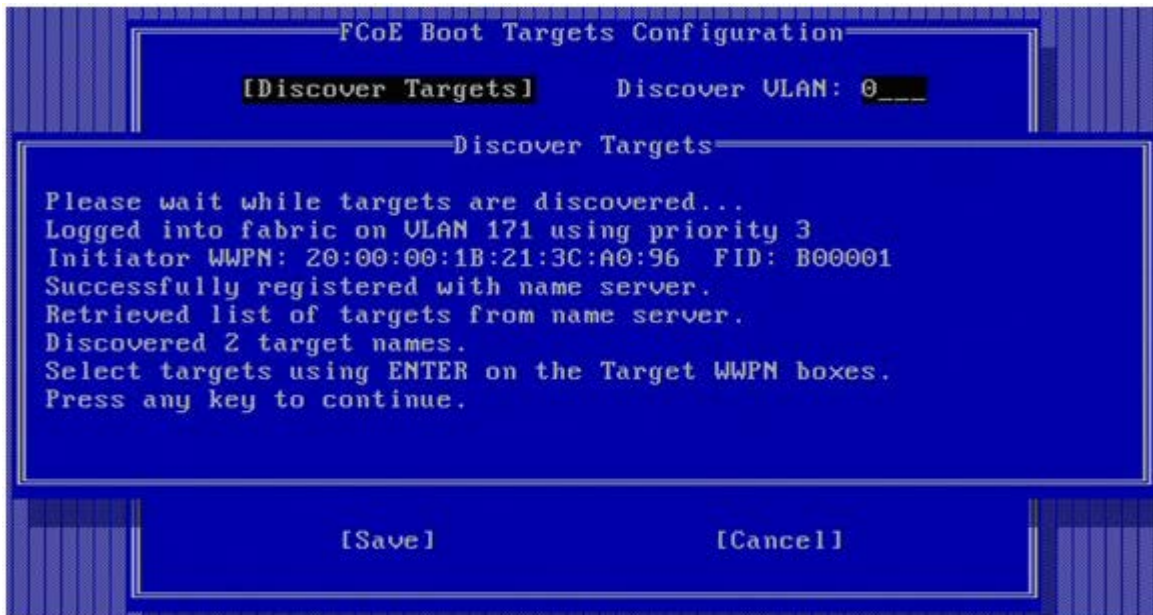 FCoE Boot Targets Configuration
[Discover Targets] Discover VLAN: 0___
Discover Targets
Please wait while targets are discovered...
Logged into fabric on VLAN 171 using priority 3
Initiator WWPN: 20:00:00:1B:21:3C:A0:96 FID: B00001
Successfully registered with name server.
Retrieved list of targets from name server.
Discovered 2 target names.
Select targets using ENTER on the Target WWPN boxes.
Press any key to continue.
[Save] [Cancel]